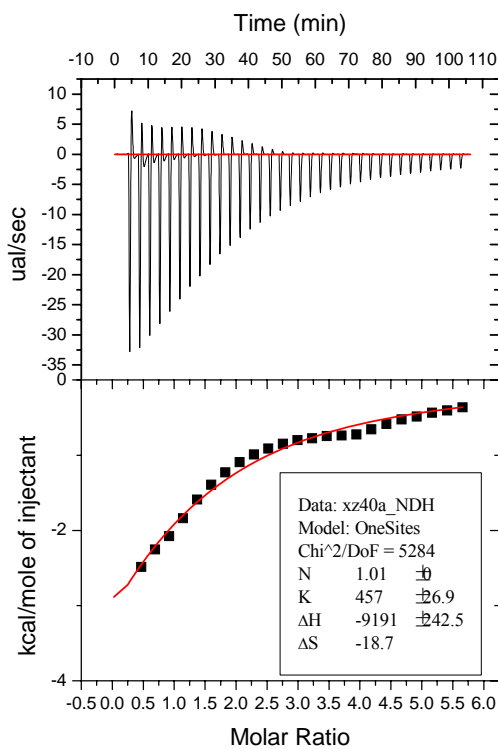 Time (min)
-10 0 10 20 30 40 50 60 70 80 90 100 110
10
5
0
-5
-10
-15
-20
-25
-30
-35
µal/sec
0
-2
-4
kcal/mole of injectant
Data: xz40a_NDH
Model: OneSites
Chi^2/DoF = 5284
N 1.01 ±0
K 457 ±26.9
ΔH -9191 ±242.5
ΔS -18.7
-0.5 0.0 0.5 1.0 1.5 2.0 2.5 3.0 3.5 4.0 4.5 5.0 5.5 6.0
Molar Ratio